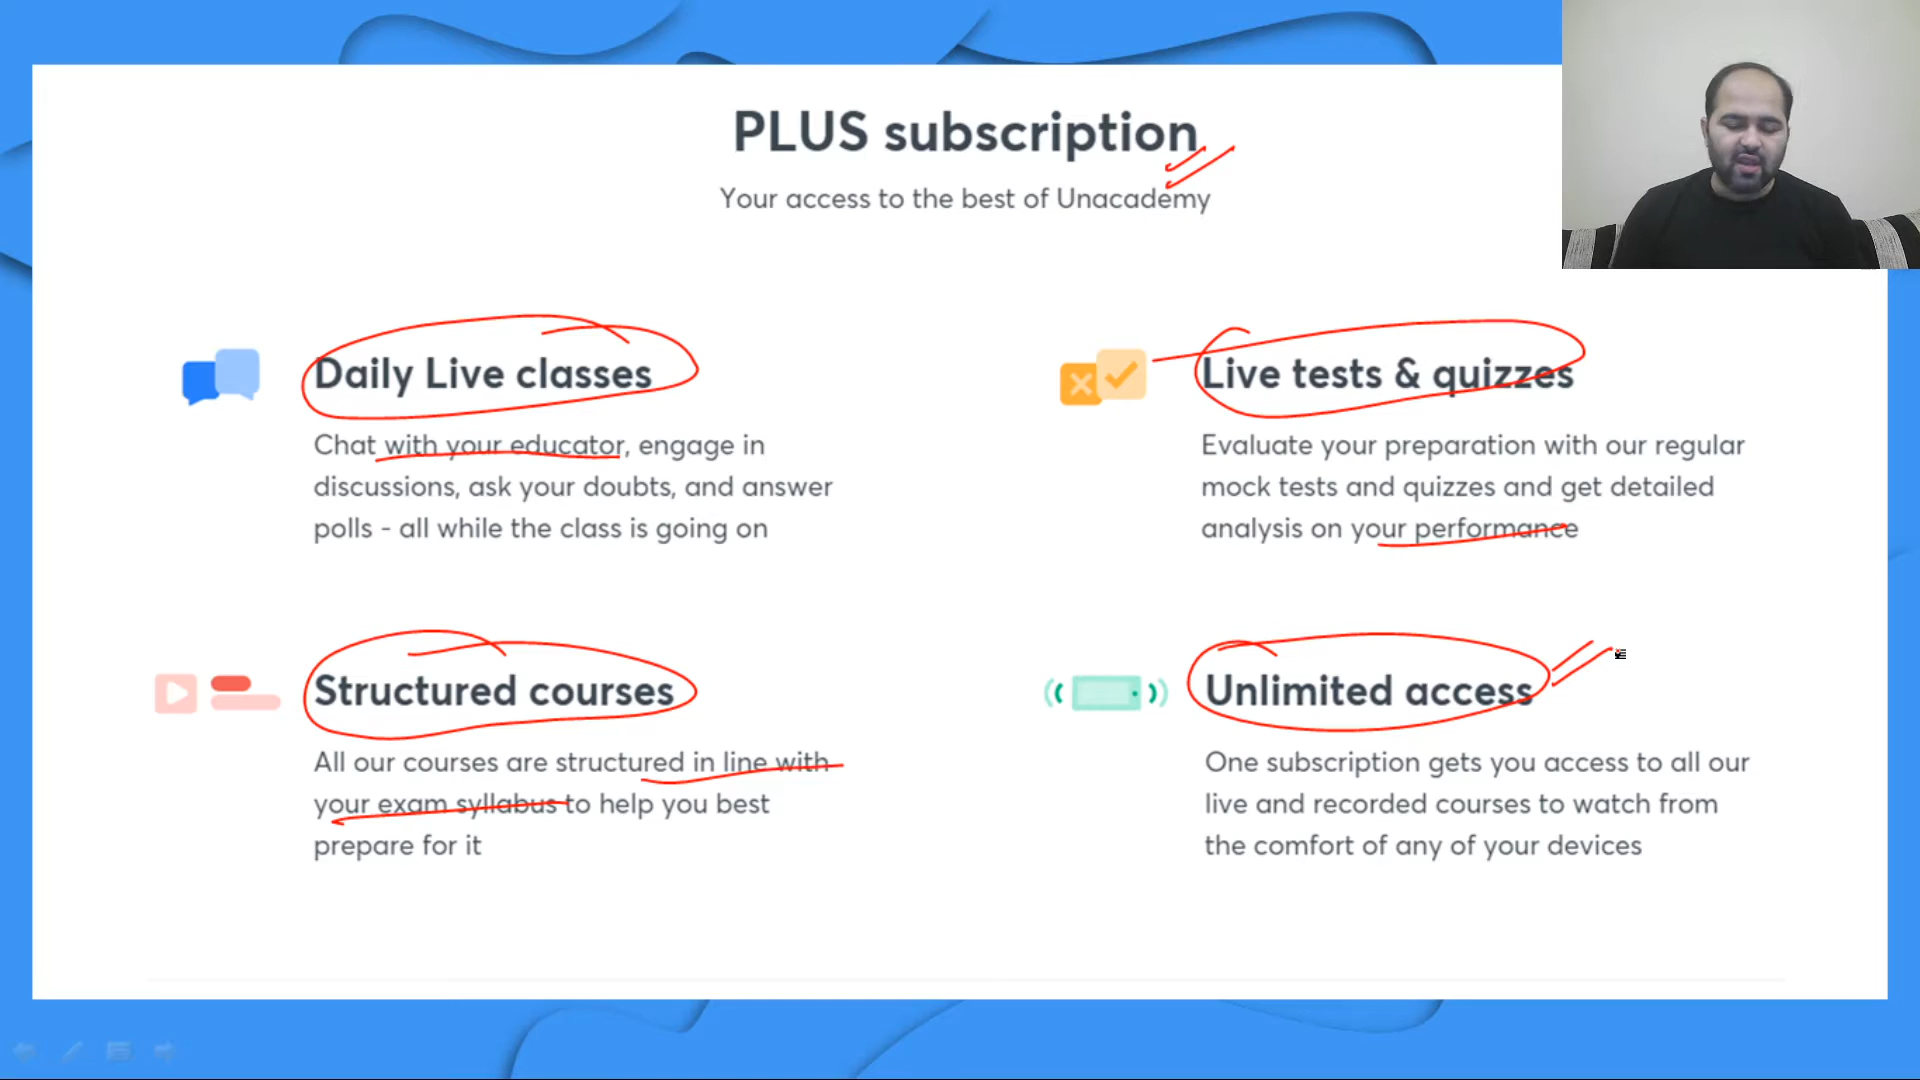 PLUS subscription
Your access to the best of Unacademy
Daily Live classes
Chat with your educator, engage in
discussions, ask your doubts, and answer
polls - all while the class is going on
Live tests & quizzes
Evaluate your preparation with our regular
mock tests and quizzes and get detailed
analysis on your performance
Structured courses
All our courses are structured in line with
your exam syllabus to help you best
prepare for it
Unlimited access
One subscription gets you access to all our
live and recorded courses to watch from
the comfort of any of your devices